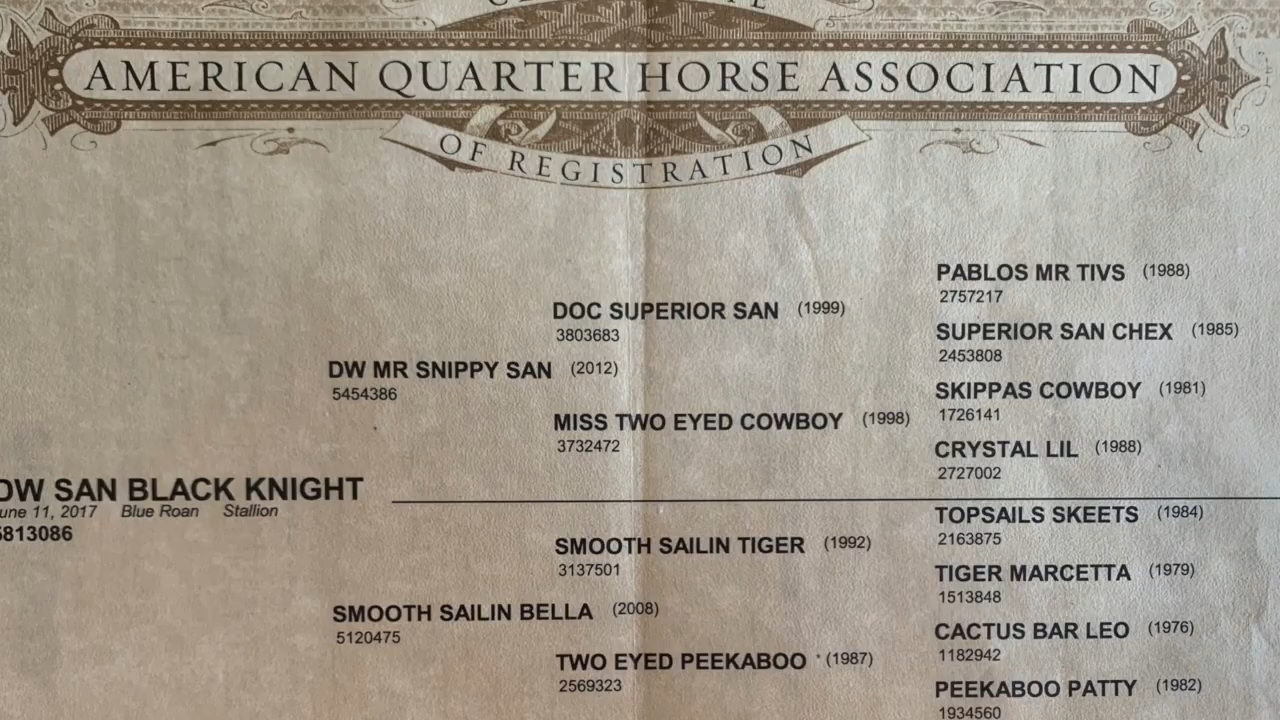 AMERICAN QUARTER HORSE ASSOCIATION
OF REGISTRATION
PABLOS MR TIVS (1988)
2757217
DOC SUPERIOR SAN (1999)
3803683
SUPERIOR SAN CHEX (1985)
2453808
DW MR SNIPPY SAN (2012)
5454386
SKIPPAS COWBOY (1981)
1726141
MISS TWO EYED COWBOY (1998)
3732472
CRYSTAL LIL (1988)
2727002
DW SAN BLACK KNIGHT
une 11, 2017 Blue Roan Stallion
5813086
TOPSAILS SKEETS (1984)
2163875
SMOOTH SAILIN TIGER (1992)
3137501
TIGER MARCETTA (1979)
1513848
SMOOTH SAILIN BELLA (2008)
5120475
CACTUS BAR LEO (1976)
1182942
TWO EYED PEEKABOO * (1987)
2569323
PEEKABOO PATTY (1982)
1934560